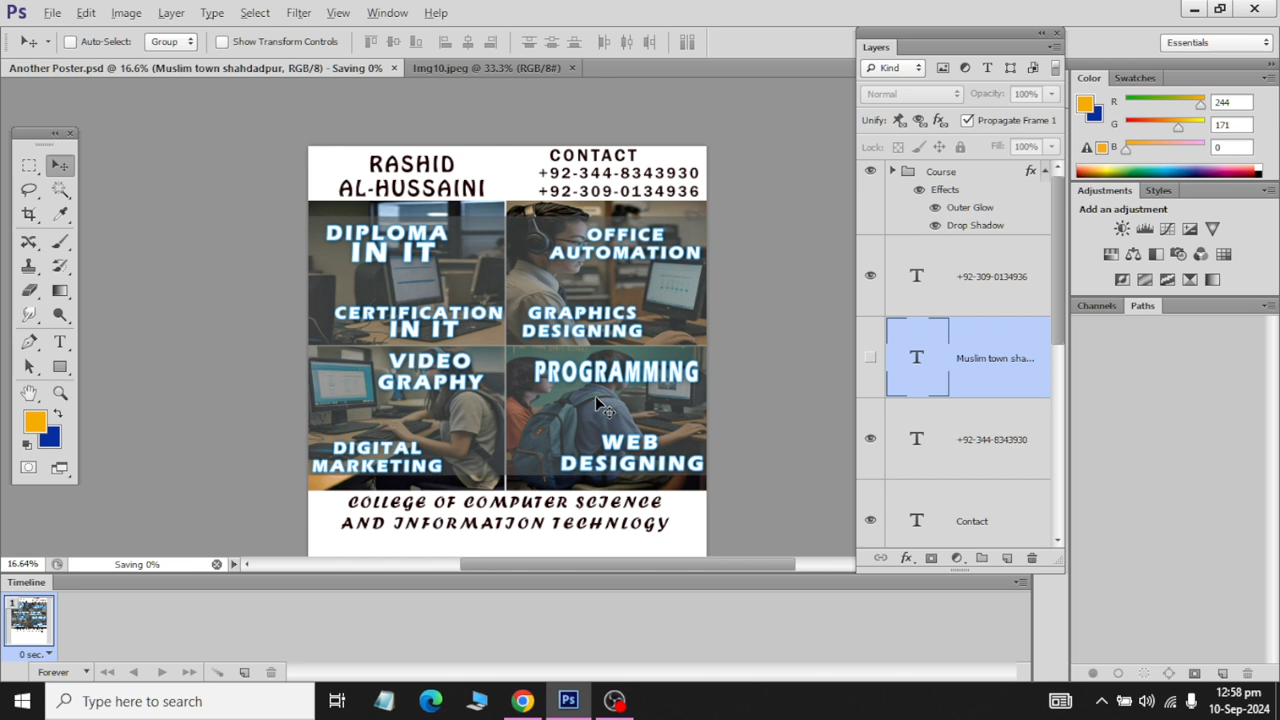 Ps File Edit Image Layer Type Select Filter View Window Help
Auto-Select: Group Show Transform Controls Essentials
Another Poster.psd @ 16.6% (Muslim town shahdadpur, RGB/8) - Saving 0% × Img10.jpeg @ 33.3% (RGB/8#) ×
RASHID
AL-HUSSAINI
CONTACT
+92-344-8343930
+92-309-0134936
DIPLOMA
IN IT
OFFICE
AUTOMATION
CERTIFICATION
IN IT
GRAPHICS
DESIGNING
VIDEO
GRAPHY
PROGRAMMING
DIGITAL
MARKETING
WEB
DESIGNING
COLLEGE OF COMPUTER SCIENCE
AND INFORMATION TECHNLOGY
16.64% Saving 0%
Layers
Kind
Normal Opacity: 100%
Unify: Propagate Frame 1
Lock: Fill: 100%
Course fx
Effects
Outer Glow
Drop Shadow
T +92-309-0134936
T Muslim town sha...
T +92-344-8343930
T Contact
fx
Color Swatches
R 244
G 171
B 0
Adjustments Styles
Add an adjustment
Channels Paths
Timeline
1
0 sec.
Forever
Type here to search
Ps
12:58 pm
10-Sep-2024